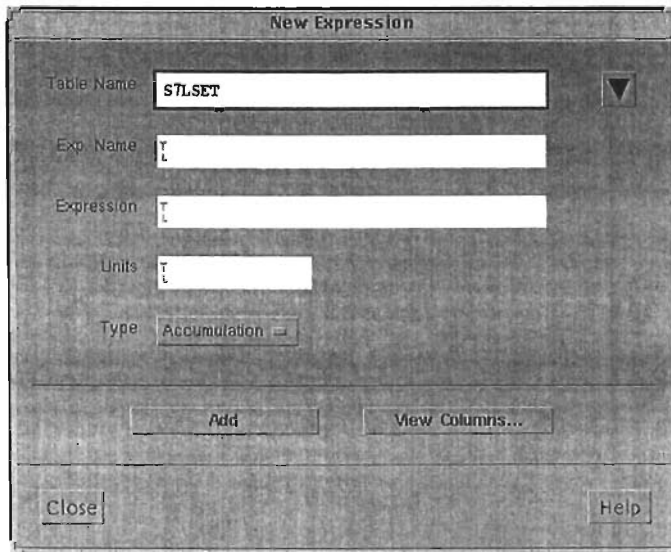 New Expression
Table Name S7LSET
Exp. Name
Expression
Units
Type Accumulation
Add View Columns...
Close Help